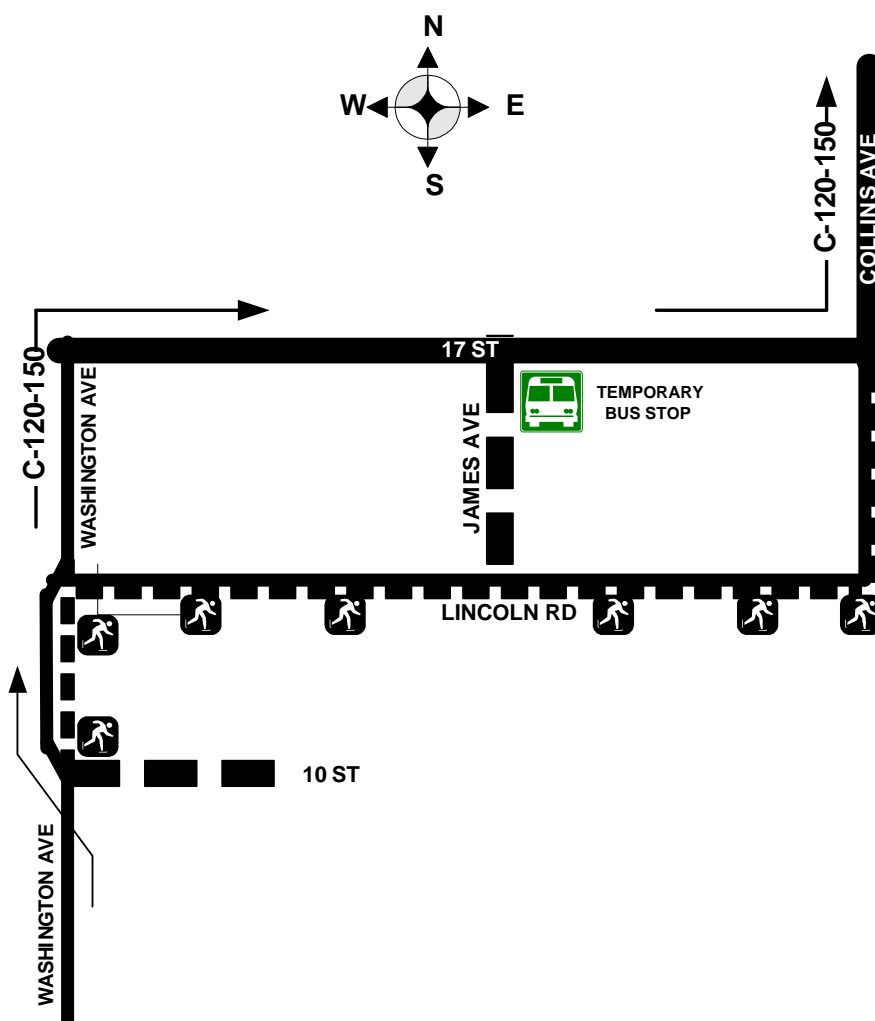 N
W
E
S
C-120-150
COLLINS AVE
17 ST
C-120-150
WASHINGTON AVE
JAMES AVE
TEMPORARY
BUS STOP
LINCOLN RD
10 ST
WASHINGTON AVE